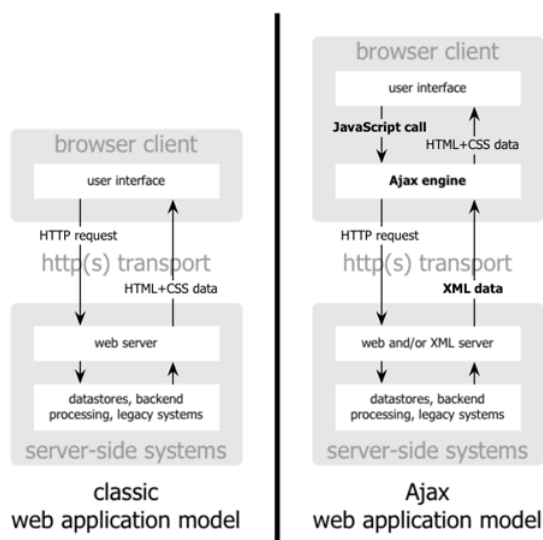 browser client
user interface
HTTP request
http(s) transport
HTML+CSS data
web server
datastores, backend
processing, legacy systems
server-side systems
classic
web application model
browser client
user interface
JavaScript call
HTML+CSS data
Ajax engine
HTTP request
http(s) transport
XML data
web and/or XML server
datastores, backend
processing, legacy systems
server-side systems
Ajax
web application model